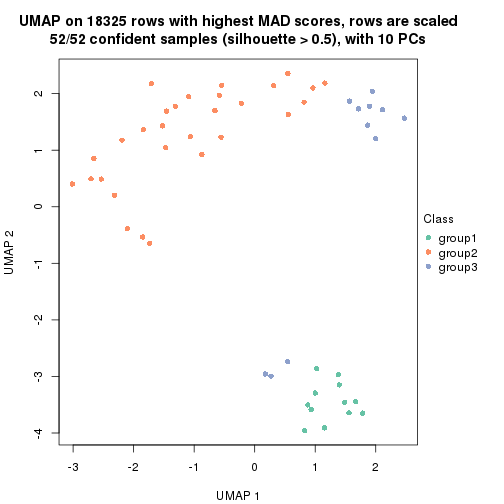 UMAP on 18325 rows with highest MAD scores, rows are scaled
52/52 confident samples (silhouette > 0.5), with 10 PCs
UMAP 2
2
1
0
-1
-2
-3
-4
-3
-2
-1
0
1
2
UMAP 1
Class
group1
group2
group3